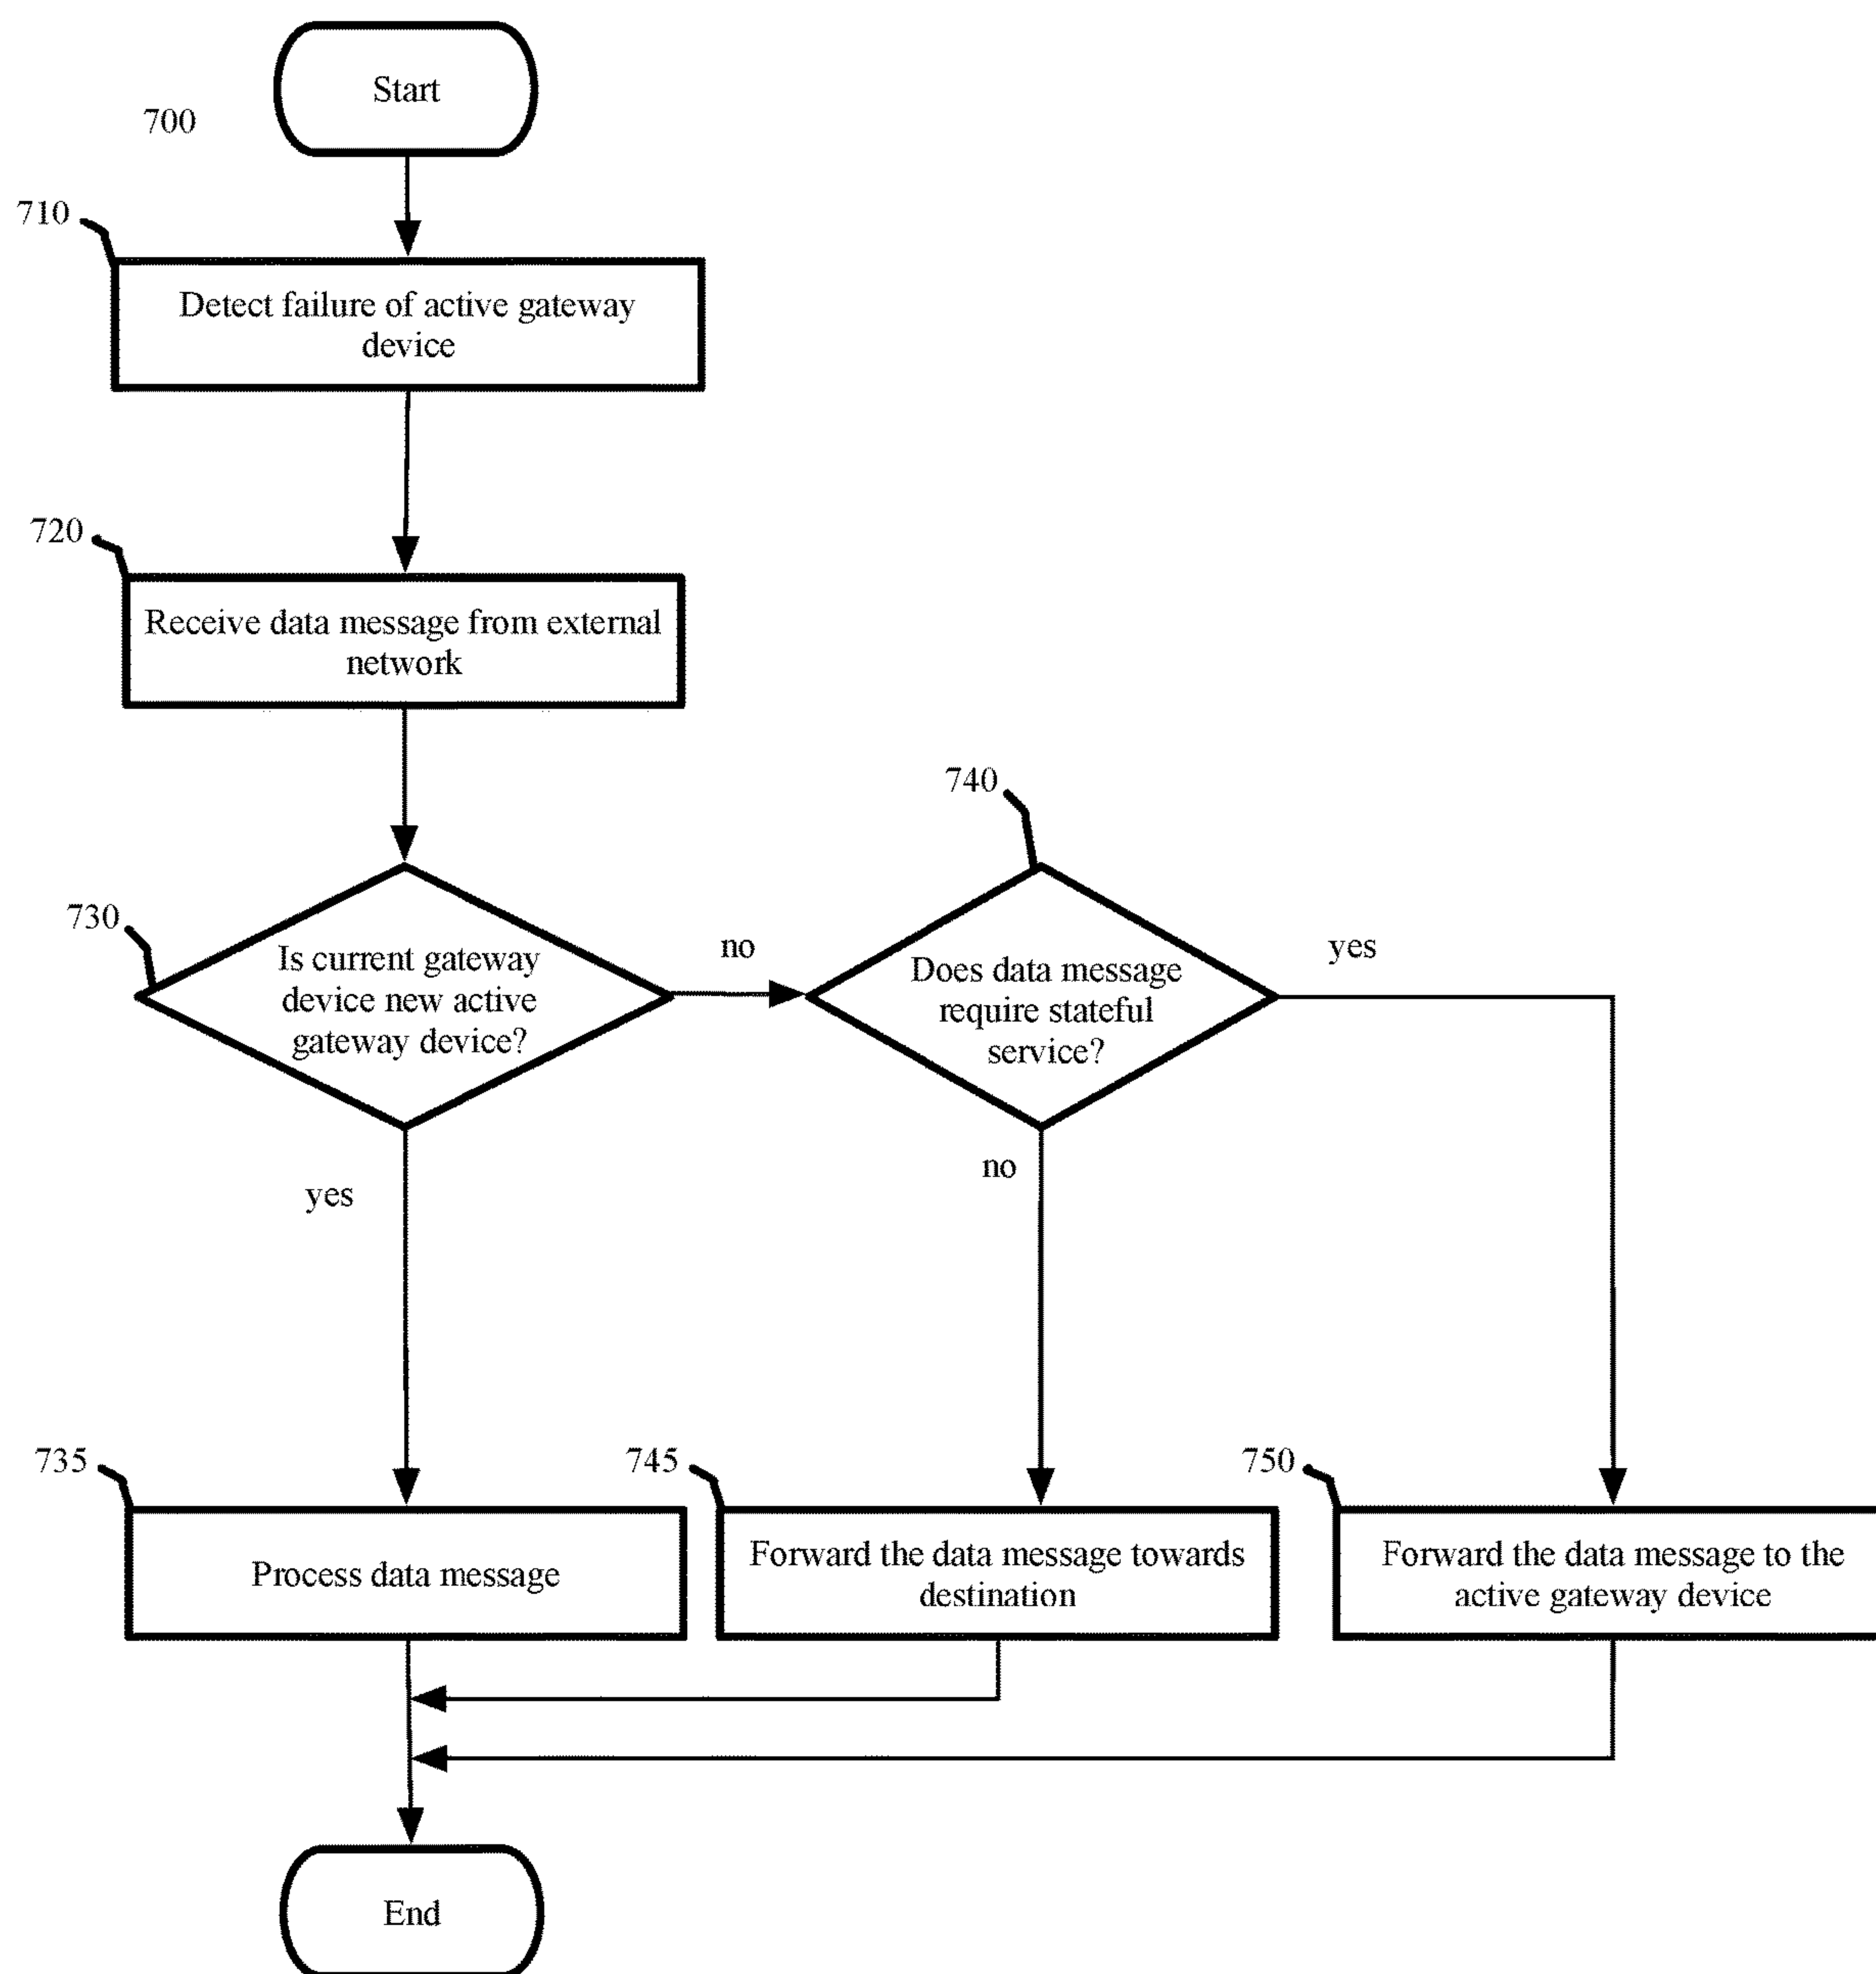 Start
700
710
Detect failure of active gateway
device
720
Receive data message from external
network
730
Is current gateway
device new active
gateway device?
no
740
Does data message
require stateful
service?
yes
yes
no
735
Process data message
745
Forward the data message towards
destination
750
Forward the data message to the
active gateway device
End